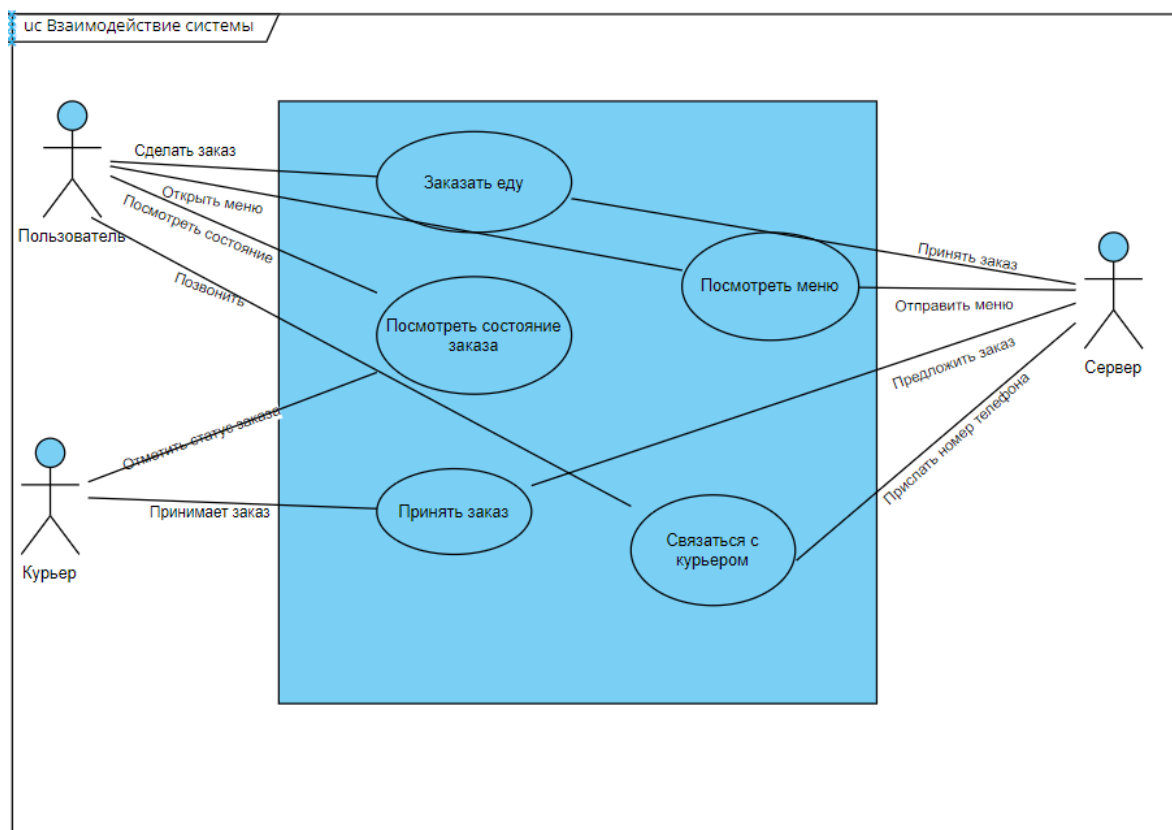 uc Взаимодействие системы
Сделать заказ
Заказать еду
Открыть меню
Посмотреть состояние
Пользователь
Позвонить
Принять заказ
Посмотреть меню
Отправить меню
Посмотреть состояние
заказа
Предложить заказ
Сервер
Отметить статус заказа
Прислать номер телефона
Принимает заказ
Принять заказ
Связаться с
курьером
Курьер